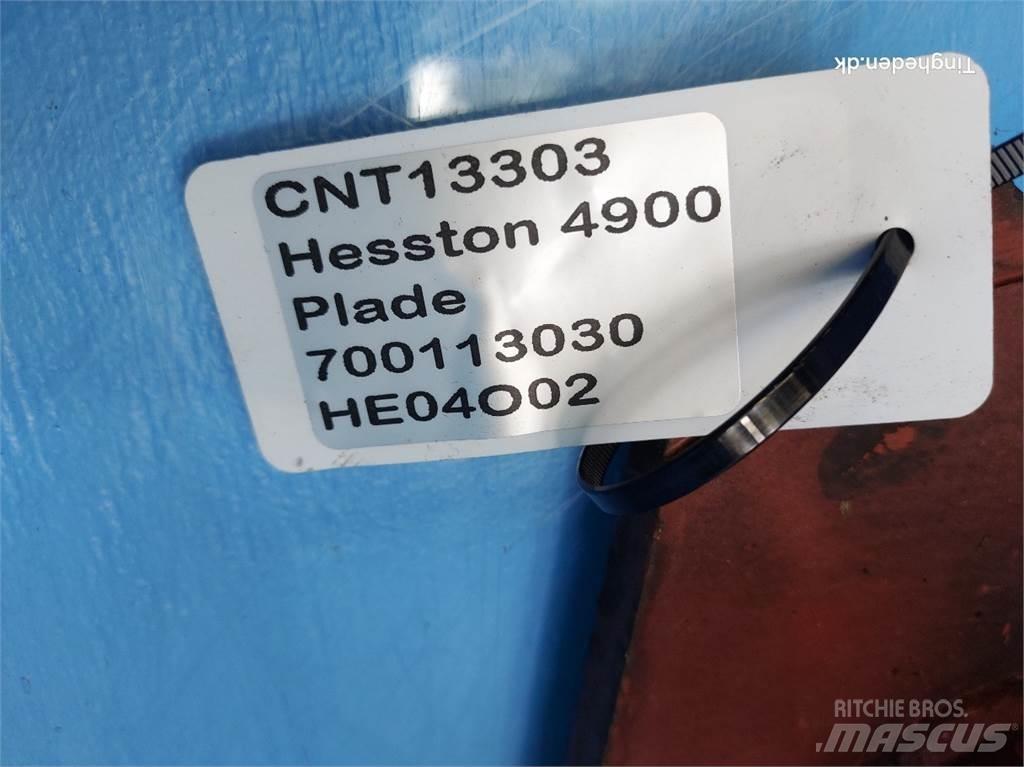 Tingheden.dk
CNT13303
Hesston 4900
Plade
700113030
HE04O02
RITCHIE BROS.
MASCUS